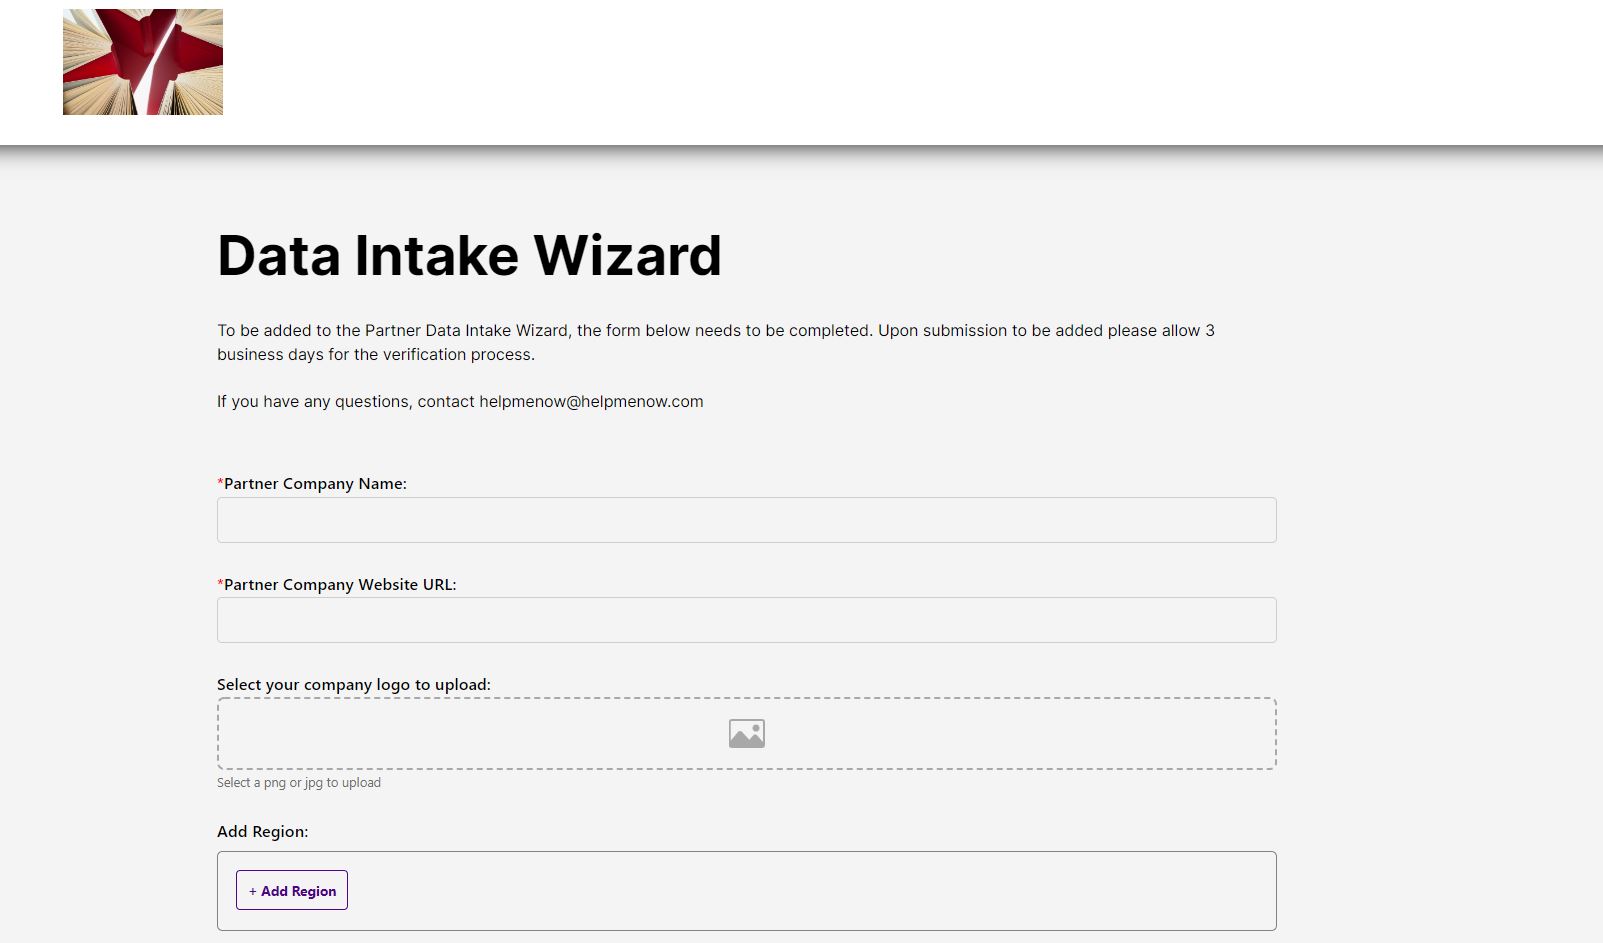 Data Intake Wizard
To be added to the Partner Data Intake Wizard, the form below needs to be completed. Upon submission to be added please allow 3
business days for the verification process.
If you have any questions, contact helpmenow@helpmenow.com
*Partner Company Name:
*Partner Company Website URL:
Select your company logo to upload:
Select a png or jpg to upload
Add Region:
+ Add Region